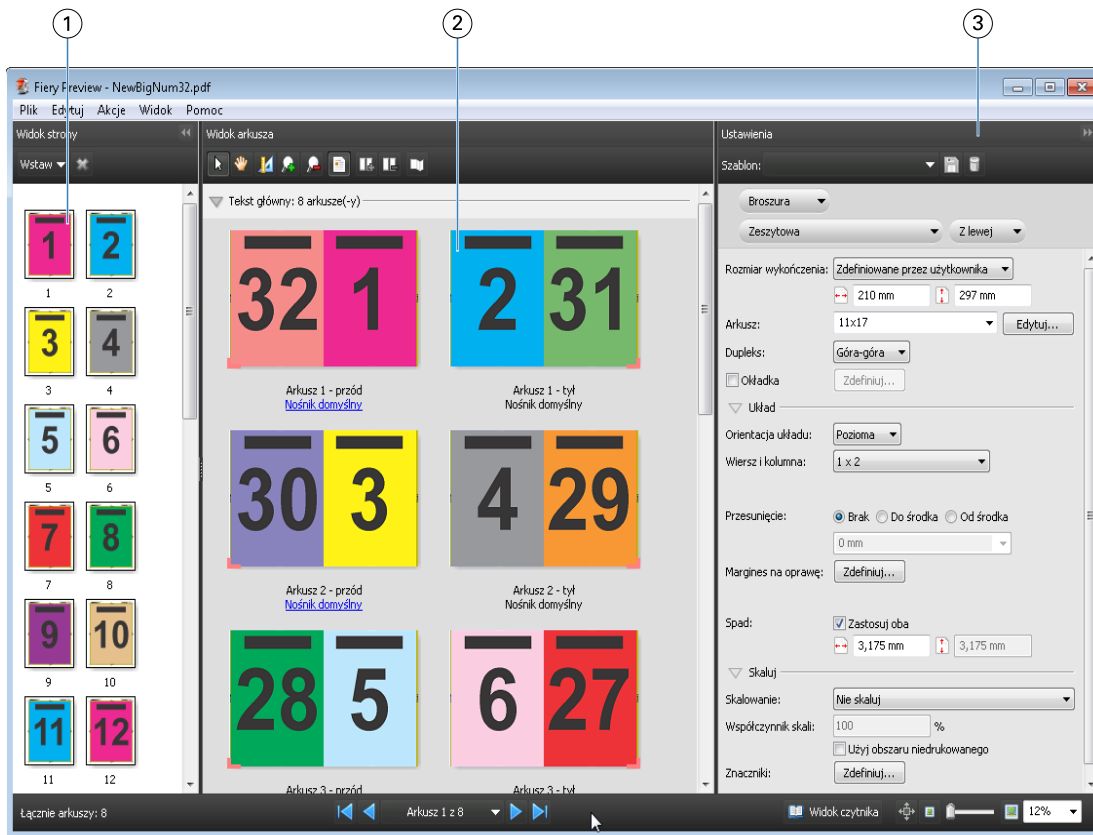 1
2
3
Fiery Preview - NewBigNum32.pdf
Plik Edytuj Akcje Widok Pomoc
Widok strony
Wstaw
1
2
1
2
3
4
3
4
5
6
5
6
7
8
7
8
9
10
9
10
11
12
11
12
Widok arkusza
Tekst główny: 8 arkusze(-y)
32 1
2 31
Arkusz 1 - przód
Nośnik domyślny
Arkusz 1 - tył
Nośnik domyślny
30 3
4 29
Arkusz 2 - przód
Nośnik domyślny
Arkusz 2 - tył
Nośnik domyślny
28 5
6 27
Arkusz 3 - przód
Arkusz 3 - tył
Ustawienia
Szablon:
Broszura
Zeszytowa
Z lewej
Rozmiar wykończenia: Zdefiniowane przez użytkownika
210 mm 297 mm
Arkusz: 11x17 Edytuj...
Dupleks: Góra-góra
Okładka Zdefiniuj...
Układ
Orientacja układu: Pozioma
Wiersz i kolumna: 1 x 2
Przesunięcie: Brak Do środka Od środka
0 mm
Margines na oprawę: Zdefiniuj...
Spad: Zastosuj oba
3,175 mm 3,175 mm
Skaluj
Skalowanie: Nie skaluj
Współczynnik skali: 100 %
Użyj obszaru niedrukowanego
Znaczniki: Zdefiniuj...
Łącznie arkuszy: 8
Arkusz 1 z 8
Widok czytnika
12%